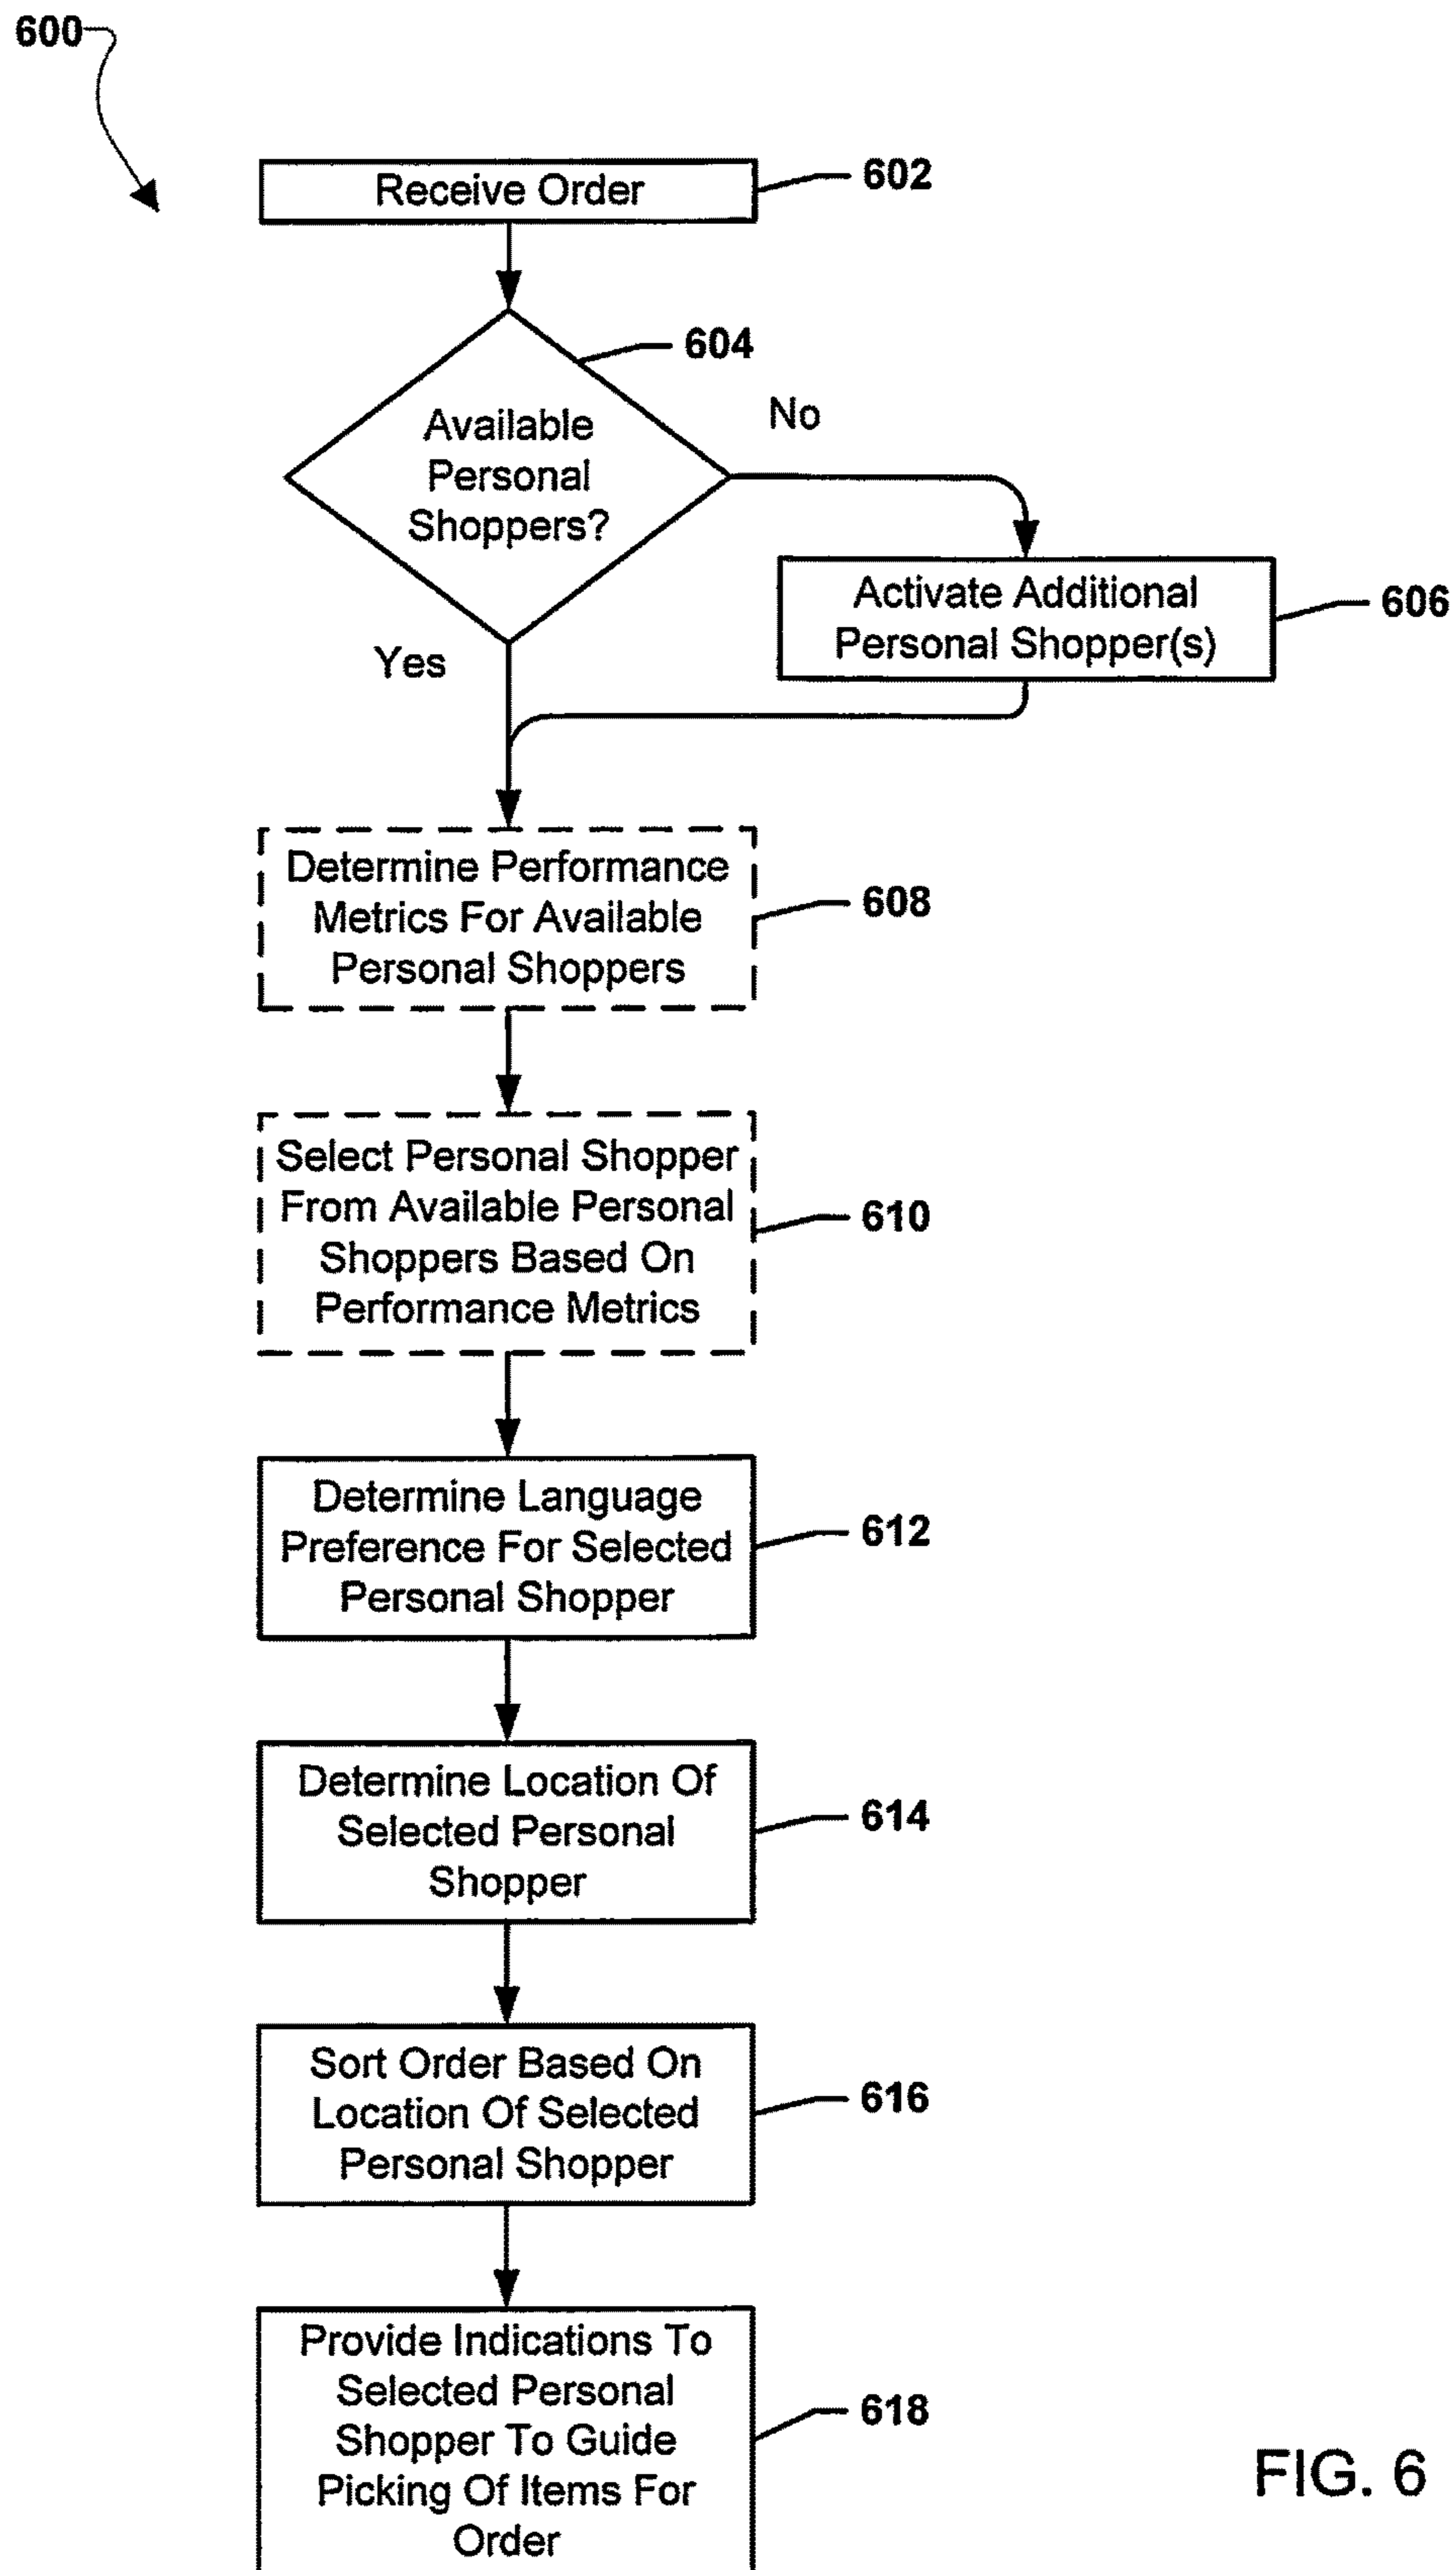 600
Receive Order
602
604
Available
Personal
Shoppers?
No
Yes
Activate Additional
Personal Shopper(s)
606
Determine Performance
Metrics For Available
Personal Shoppers
608
Select Personal Shopper
From Available Personal
Shoppers Based On
Performance Metrics
610
Determine Language
Preference For Selected
Personal Shopper
612
Determine Location Of
Selected Personal
Shopper
614
Sort Order Based On
Location Of Selected
Personal Shopper
616
Provide Indications To
Selected Personal
Shopper To Guide
Picking Of Items For
Order
618
FIG. 6